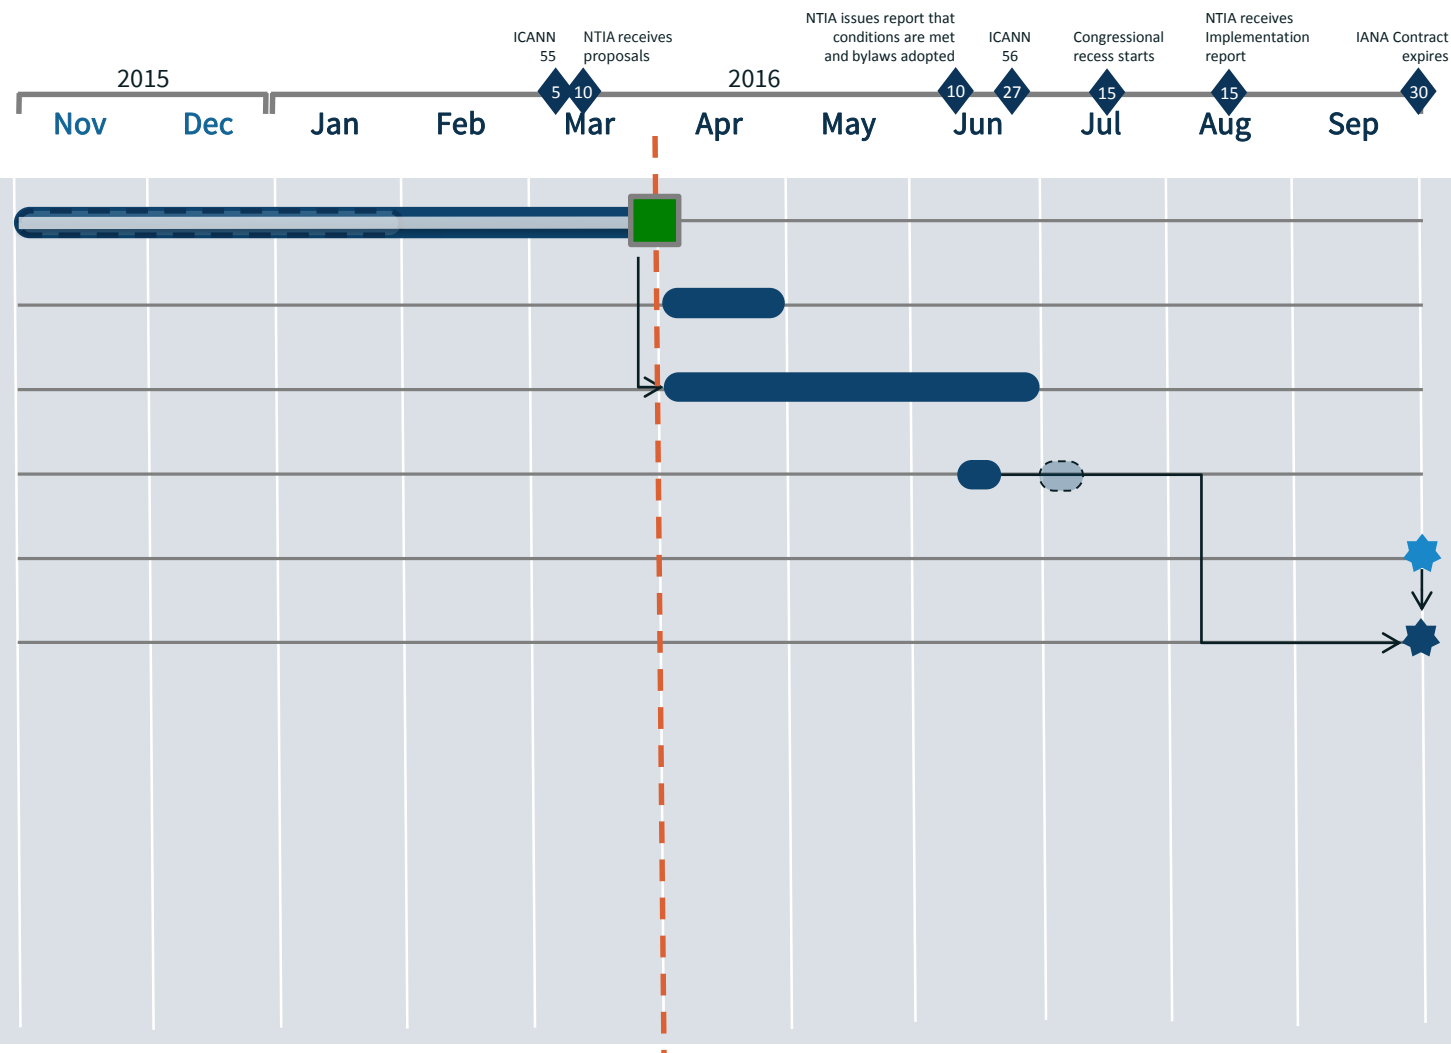 NTIA issues report that
conditions are met
and bylaws adopted
NTIA receives
Implementation
report
ICANN
55
NTIA receives
proposals
ICANN
56
Congressional
recess starts
IANA Contract
expires
2015
2016
5
10
10
27
15
15
30
Nov
Dec
Jan
Feb
Mar
Apr
May
Jun
Jul
Aug
Sep